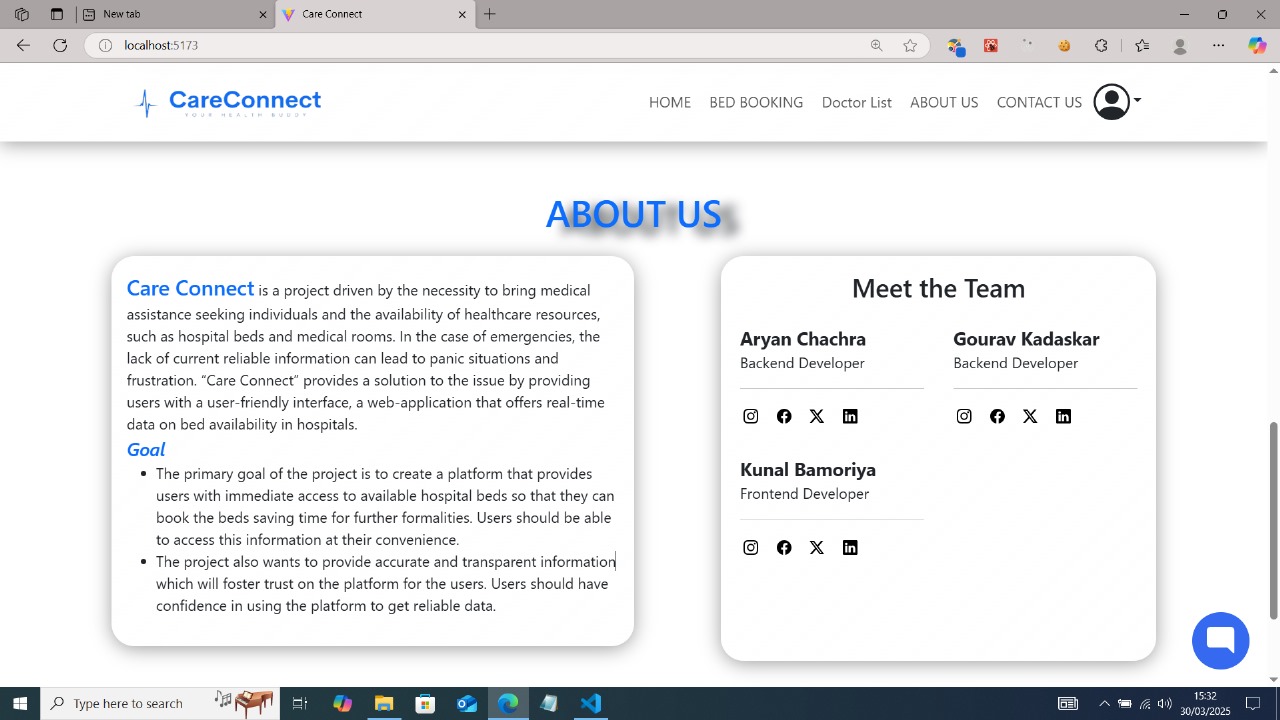 New tab
Care Connect
localhost:5173
CareConnect
YOUR HEALTH BUDDY
HOME BED BOOKING Doctor List ABOUT US CONTACT US
ABOUT US
Care Connect is a project driven by the necessity to bring medical
assistance seeking individuals and the availability of healthcare resources,
such as hospital beds and medical rooms. In the case of emergencies, the
lack of current reliable information can lead to panic situations and
frustration. “Care Connect” provides a solution to the issue by providing
users with a user-friendly interface, a web-application that offers real-time
data on bed availability in hospitals.
Goal
The primary goal of the project is to create a platform that provides
users with immediate access to available hospital beds so that they can
book the beds saving time for further formalities. Users should be able
to access this information at their convenience.
The project also wants to provide accurate and transparent information
which will foster trust on the platform for the users. Users should have
confidence in using the platform to get reliable data.
Meet the Team
Aryan Chachra
Backend Developer
Gourav Kadaskar
Backend Developer
Kunal Bamoriya
Frontend Developer
Type here to search
15:32
30/03/2025